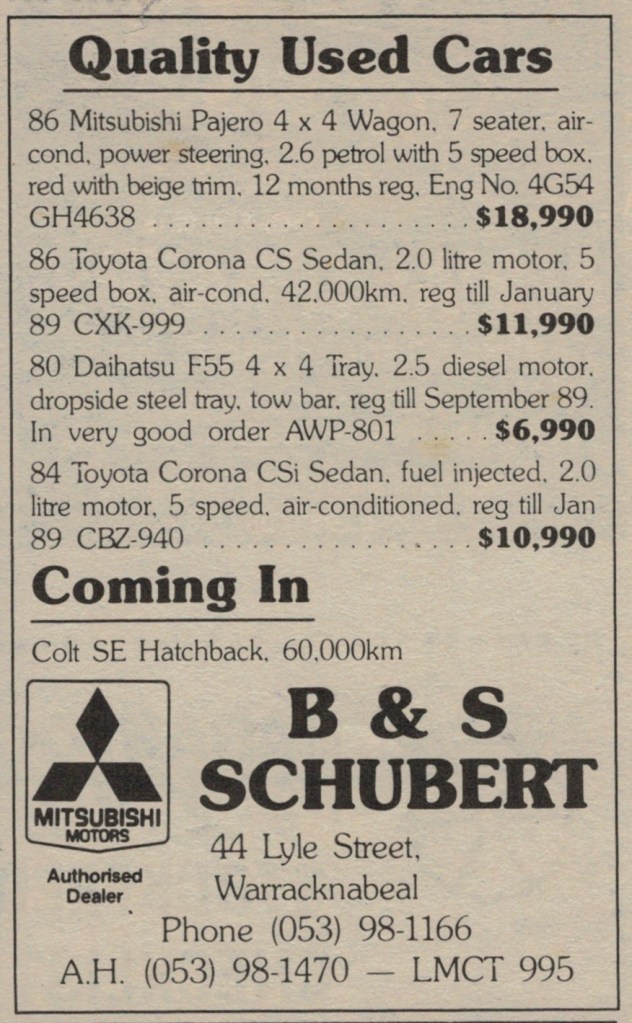 Quality Used Cars
86 Mitsubishi Pajero 4 x 4 Wagon, 7 seater, air-
cond, power steering, 2.6 petrol with 5 speed box,
red with beige trim, 12 months reg, Eng No. 4G54
GH4638 . . . . . . . . . . . . . . . . . . . . . $18,990
86 Toyota Corona CS Sedan, 2.0 litre motor, 5
speed box, air-cond, 42,000km, reg till January
89 CXK-999 . . . . . . . . . . . . . . . . . . $11,990
80 Daihatsu F55 4 x 4 Tray, 2.5 diesel motor,
dropside steel tray, tow bar, reg till September 89.
In very good order AWP-801 . . . . . $6,990
84 Toyota Corona CSi Sedan, fuel injected, 2.0
litre motor, 5 speed, air-conditioned, reg till Jan
89 CBZ-940 . . . . . . . . . . . . . . . . . . $10,990
Coming In
Colt SE Hatchback, 60,000km
MITSUBISHI
MOTORS
Authorised
Dealer
B & S
SCHUBERT
44 Lyle Street,
Warracknabeal
Phone (053) 98-1166
A.H. (053) 98-1470 — LMCT 995